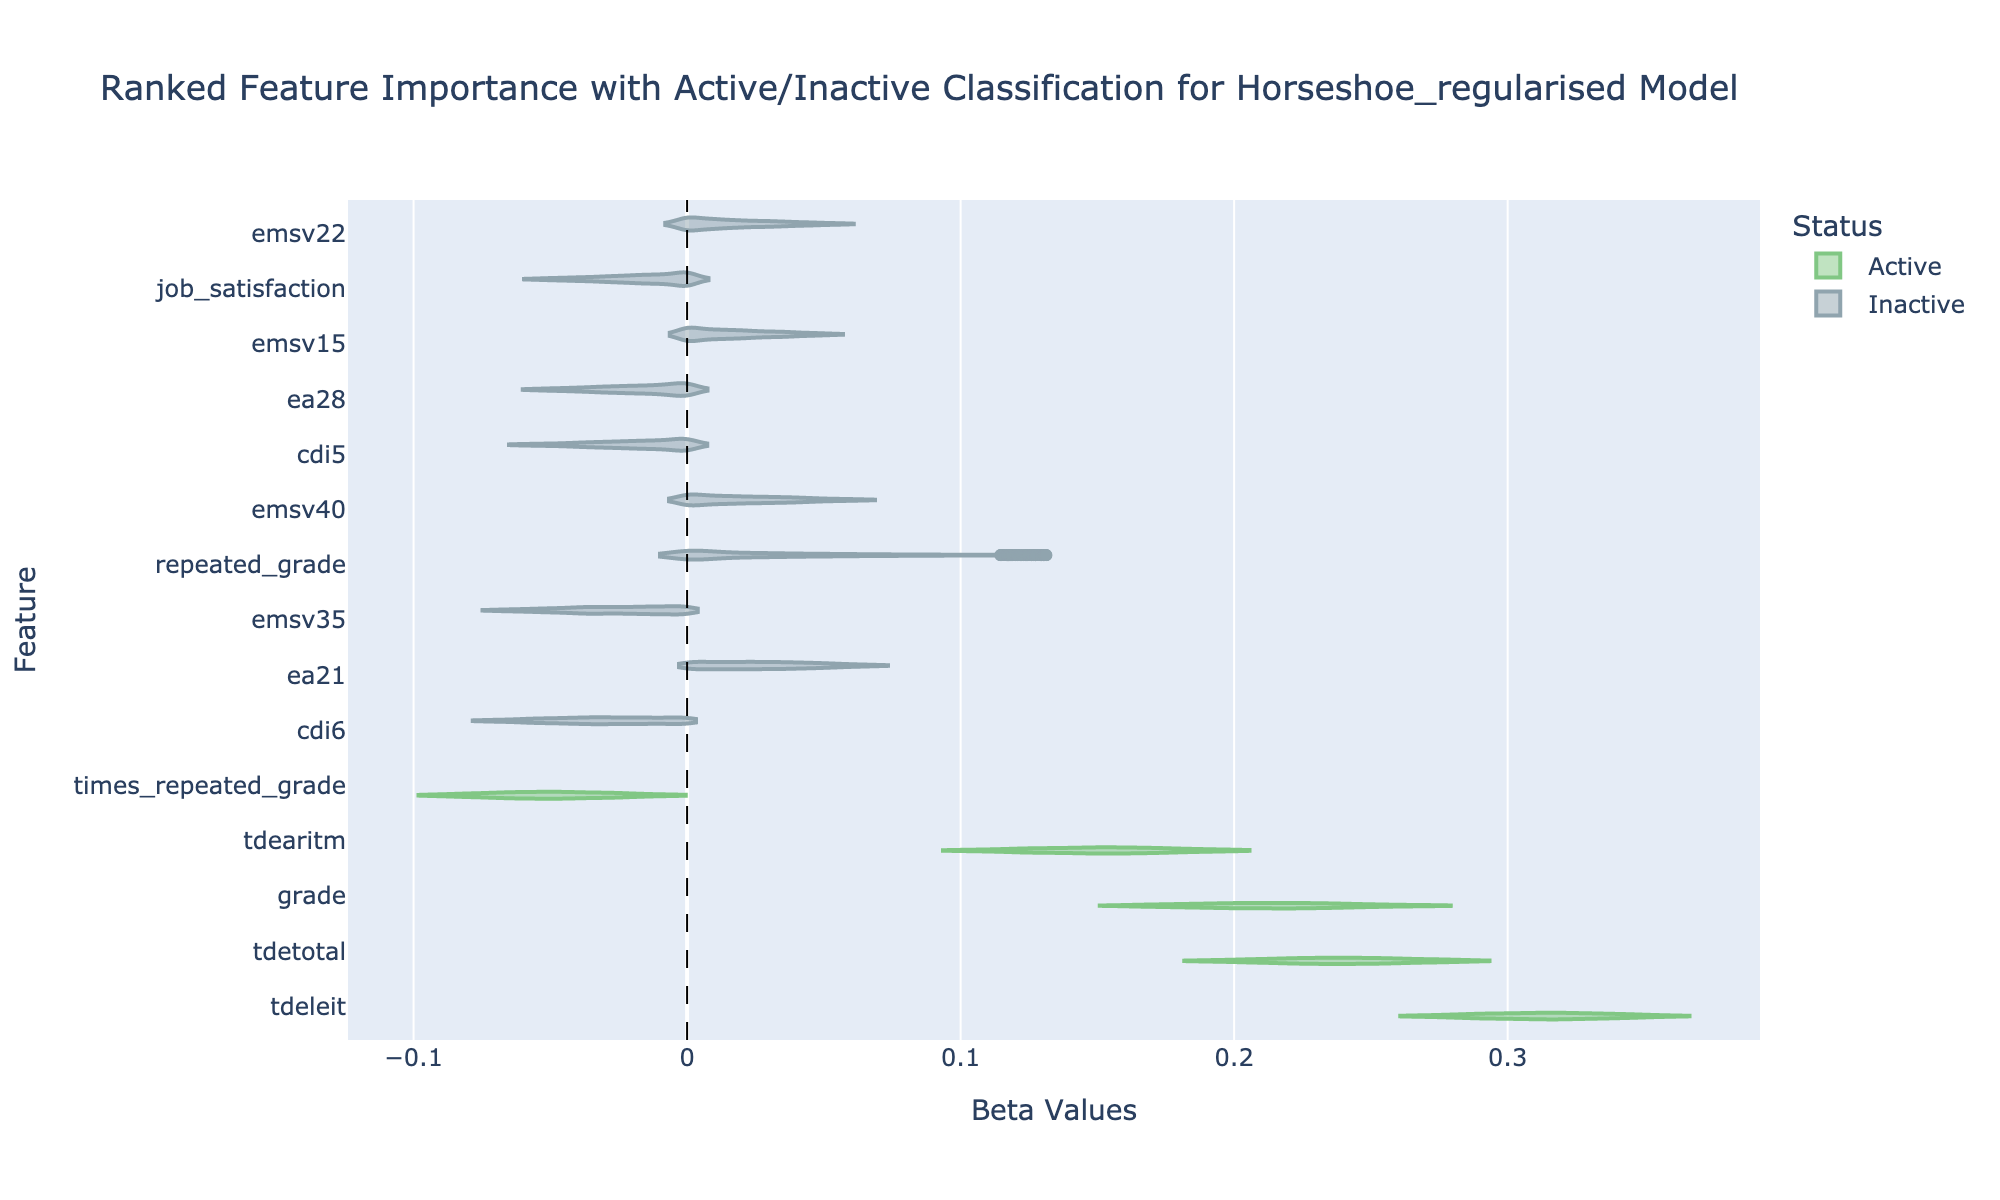 Ranked Feature Importance with Active/Inactive Classification for Horseshoe_regularised Model
Status
Active
Inactive
Feature
emsv22
job_satisfaction
emsv15
ea28
cdi5
emsv40
repeated_grade
emsv35
ea21
cdi6
times_repeated_grade
tdearitm
grade
tdetotal
tdeleit
−0.1 0 0.1 0.2 0.3
Beta Values